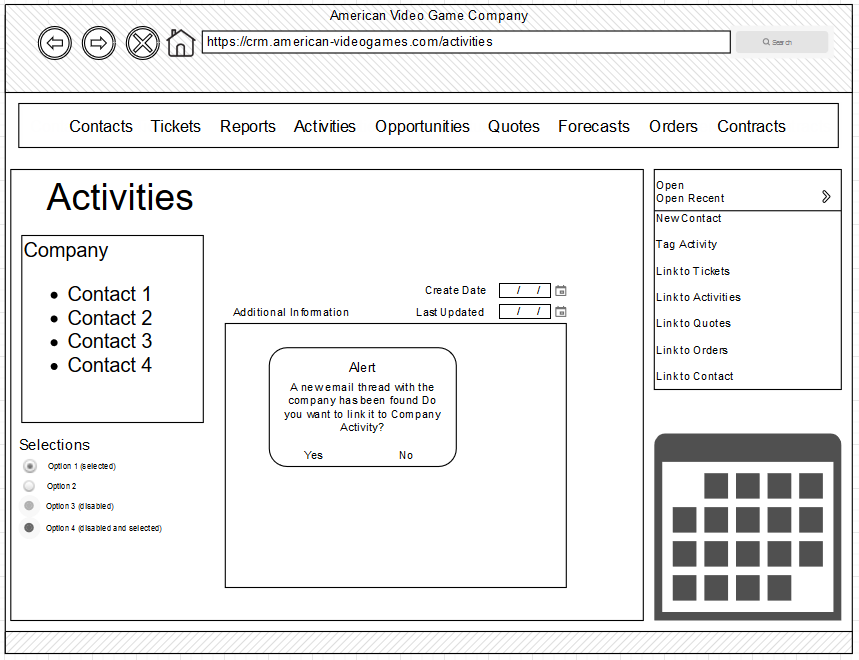 American Video Game Company
https://crm.american-videogames.com/activities
Search
Contacts Tickets Reports Activities Opportunities Quotes Forecasts Orders Contracts
Activities
Company
• Contact 1
• Contact 2
• Contact 3
• Contact 4
Selections
Option 1 (selected)
Option 2
Option 3 (disabled)
Option 4 (disabled and selected)
Create Date / /
Last Updated / /
Additional Information
Alert
A new email thread with the
company has been found Do
you want to link it to Company
Activity?
Yes No
Open
Open Recent
New Contact
Tag Activity
Link to Tickets
Link to Activities
Link to Quotes
Link to Orders
Link to Contact